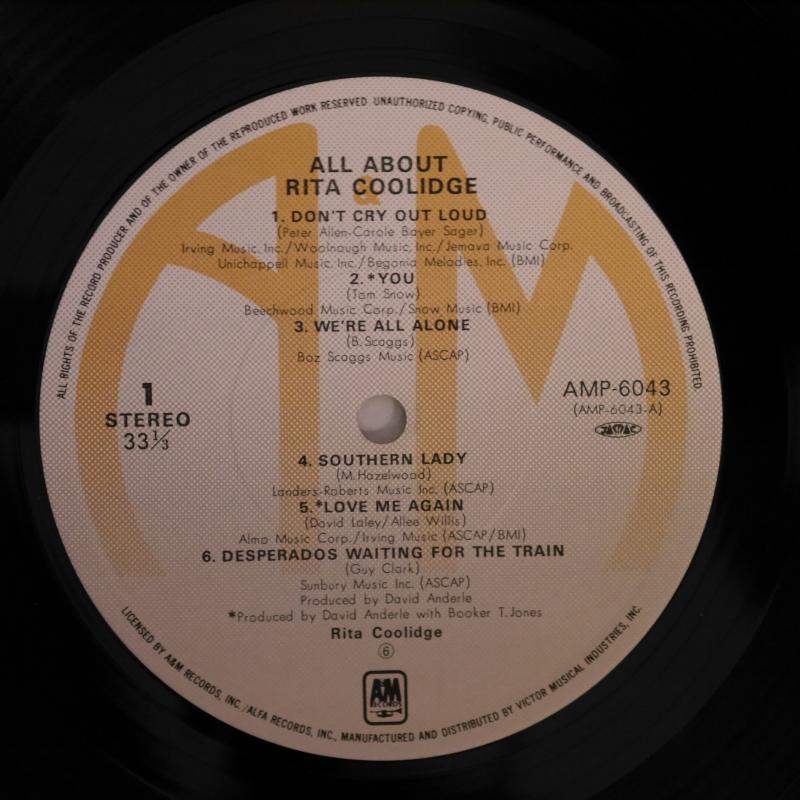 ALL RIGHTS OF THE RECORD PRODUCER AND OF THE OWNER OF THE REPRODUCED WORK RESERVED. UNAUTHORIZED COPYING, PUBLIC PERFORMANCE AND BROADCASTING OF THIS RECORDING PROHIBITED.
ALL ABOUT
RITA COOLIDGE
1. DON'T CRY OUT LOUD
(Peter Allen-Carole Bayer Sager)
Irving Music, Inc./Woolnaugh Music, Inc./Jemava Music Corp.
Unichappell Music, Inc./Begonia Melodies, Inc. (BMI)
2. *YOU
(Tom Snow)
Beechwood Music Corp./Snow Music (BMI)
3. WE'RE ALL ALONE
(B. Scaggs)
Boz Scaggs Music (ASCAP)
1
STEREO
33⅓
AMP-6043
(AMP-6043-A)
JASRAC
4. SOUTHERN LADY
(M. Hazelwood)
Landers-Roberts Music Inc. (ASCAP)
5. *LOVE ME AGAIN
(David Laley/Allee Willis)
Almo Music Corp./Irving Music (ASCAP/BMI)
6. DESPERADOS WAITING FOR THE TRAIN
(Guy Clark)
Sunbury Music Inc. (ASCAP)
Produced by David Anderle
*Produced by David Anderle with Booker T. Jones
Rita Coolidge
⑥
A&M
RECORDS
LICENSED BY A&M RECORDS, INC./ALFA RECORDS, INC., MANUFACTURED AND DISTRIBUTED BY VICTOR MUSICAL INDUSTRIES, INC.